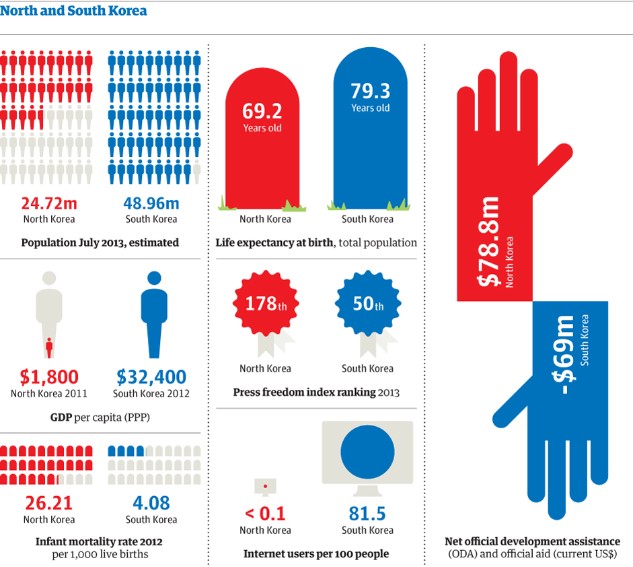 North and South Korea
24.72m
North Korea
48.96m
South Korea
Population July 2013, estimated
$1,800
North Korea 2011
$32,400
South Korea 2012
GDP per capita (PPP)
26.21
North Korea
4.08
South Korea
Infant mortality rate 2012
per 1,000 live births
69.2
Years old
79.3
Years old
North Korea
South Korea
Life expectancy at birth, total population
178th
50th
North Korea
South Korea
Press freedom index ranking 2013
< 0.1
North Korea
81.5
South Korea
Internet users per 100 people
$78.8m
North Korea
-$69m
South Korea
Net official development assistance
(ODA) and official aid (current US$)